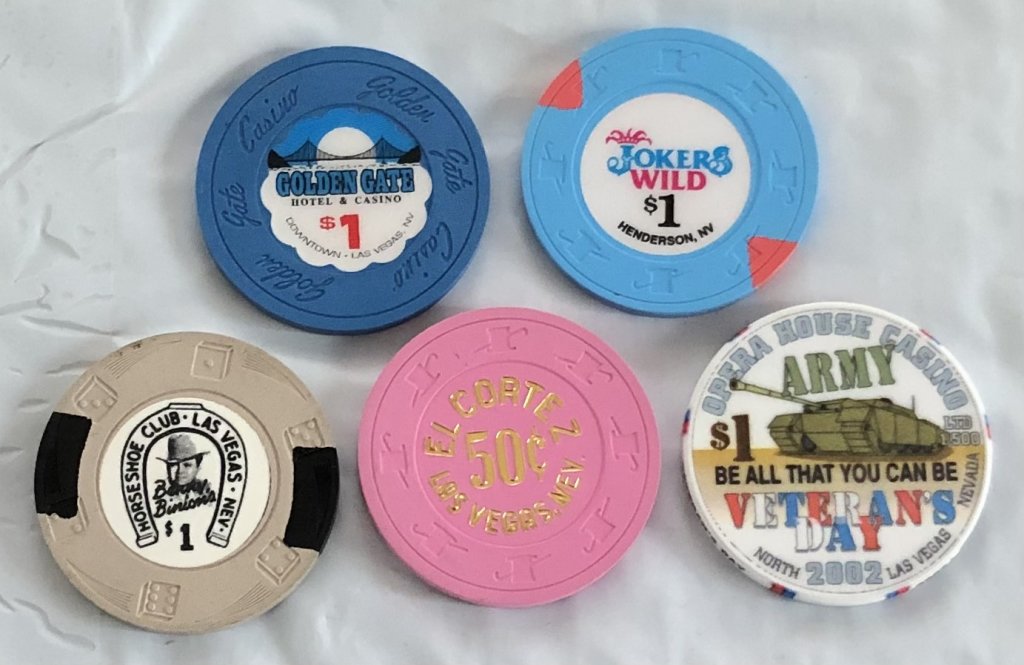 Golden Gate Casino Golden Gate Casino
GOLDEN GATE
HOTEL & CASINO
$1
DOWNTOWN • LAS VEGAS, NV
JOKERS
WILD
$1
HENDERSON, NV
HORSESHOE CLUB • LAS VEGAS • NEV •
Benny
Binion's
$1
EL CORTEZ
50¢
LAS VEGAS, NEV.
OPERA HOUSE CASINO
ARMY
$1
LTD
1500
BE ALL THAT YOU CAN BE
VETERAN'S
DAY
NORTH LAS VEGAS NEVADA
2002